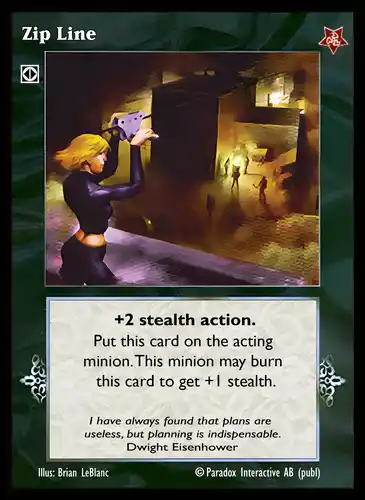 Zip Line
+2 stealth action.
Put this card on the acting
minion. This minion may burn
this card to get +1 stealth.
I have always found that plans are
useless, but planning is indispensable.
Dwight Eisenhower
Illus: Brian LeBlanc © Paradox Interactive AB (publ)